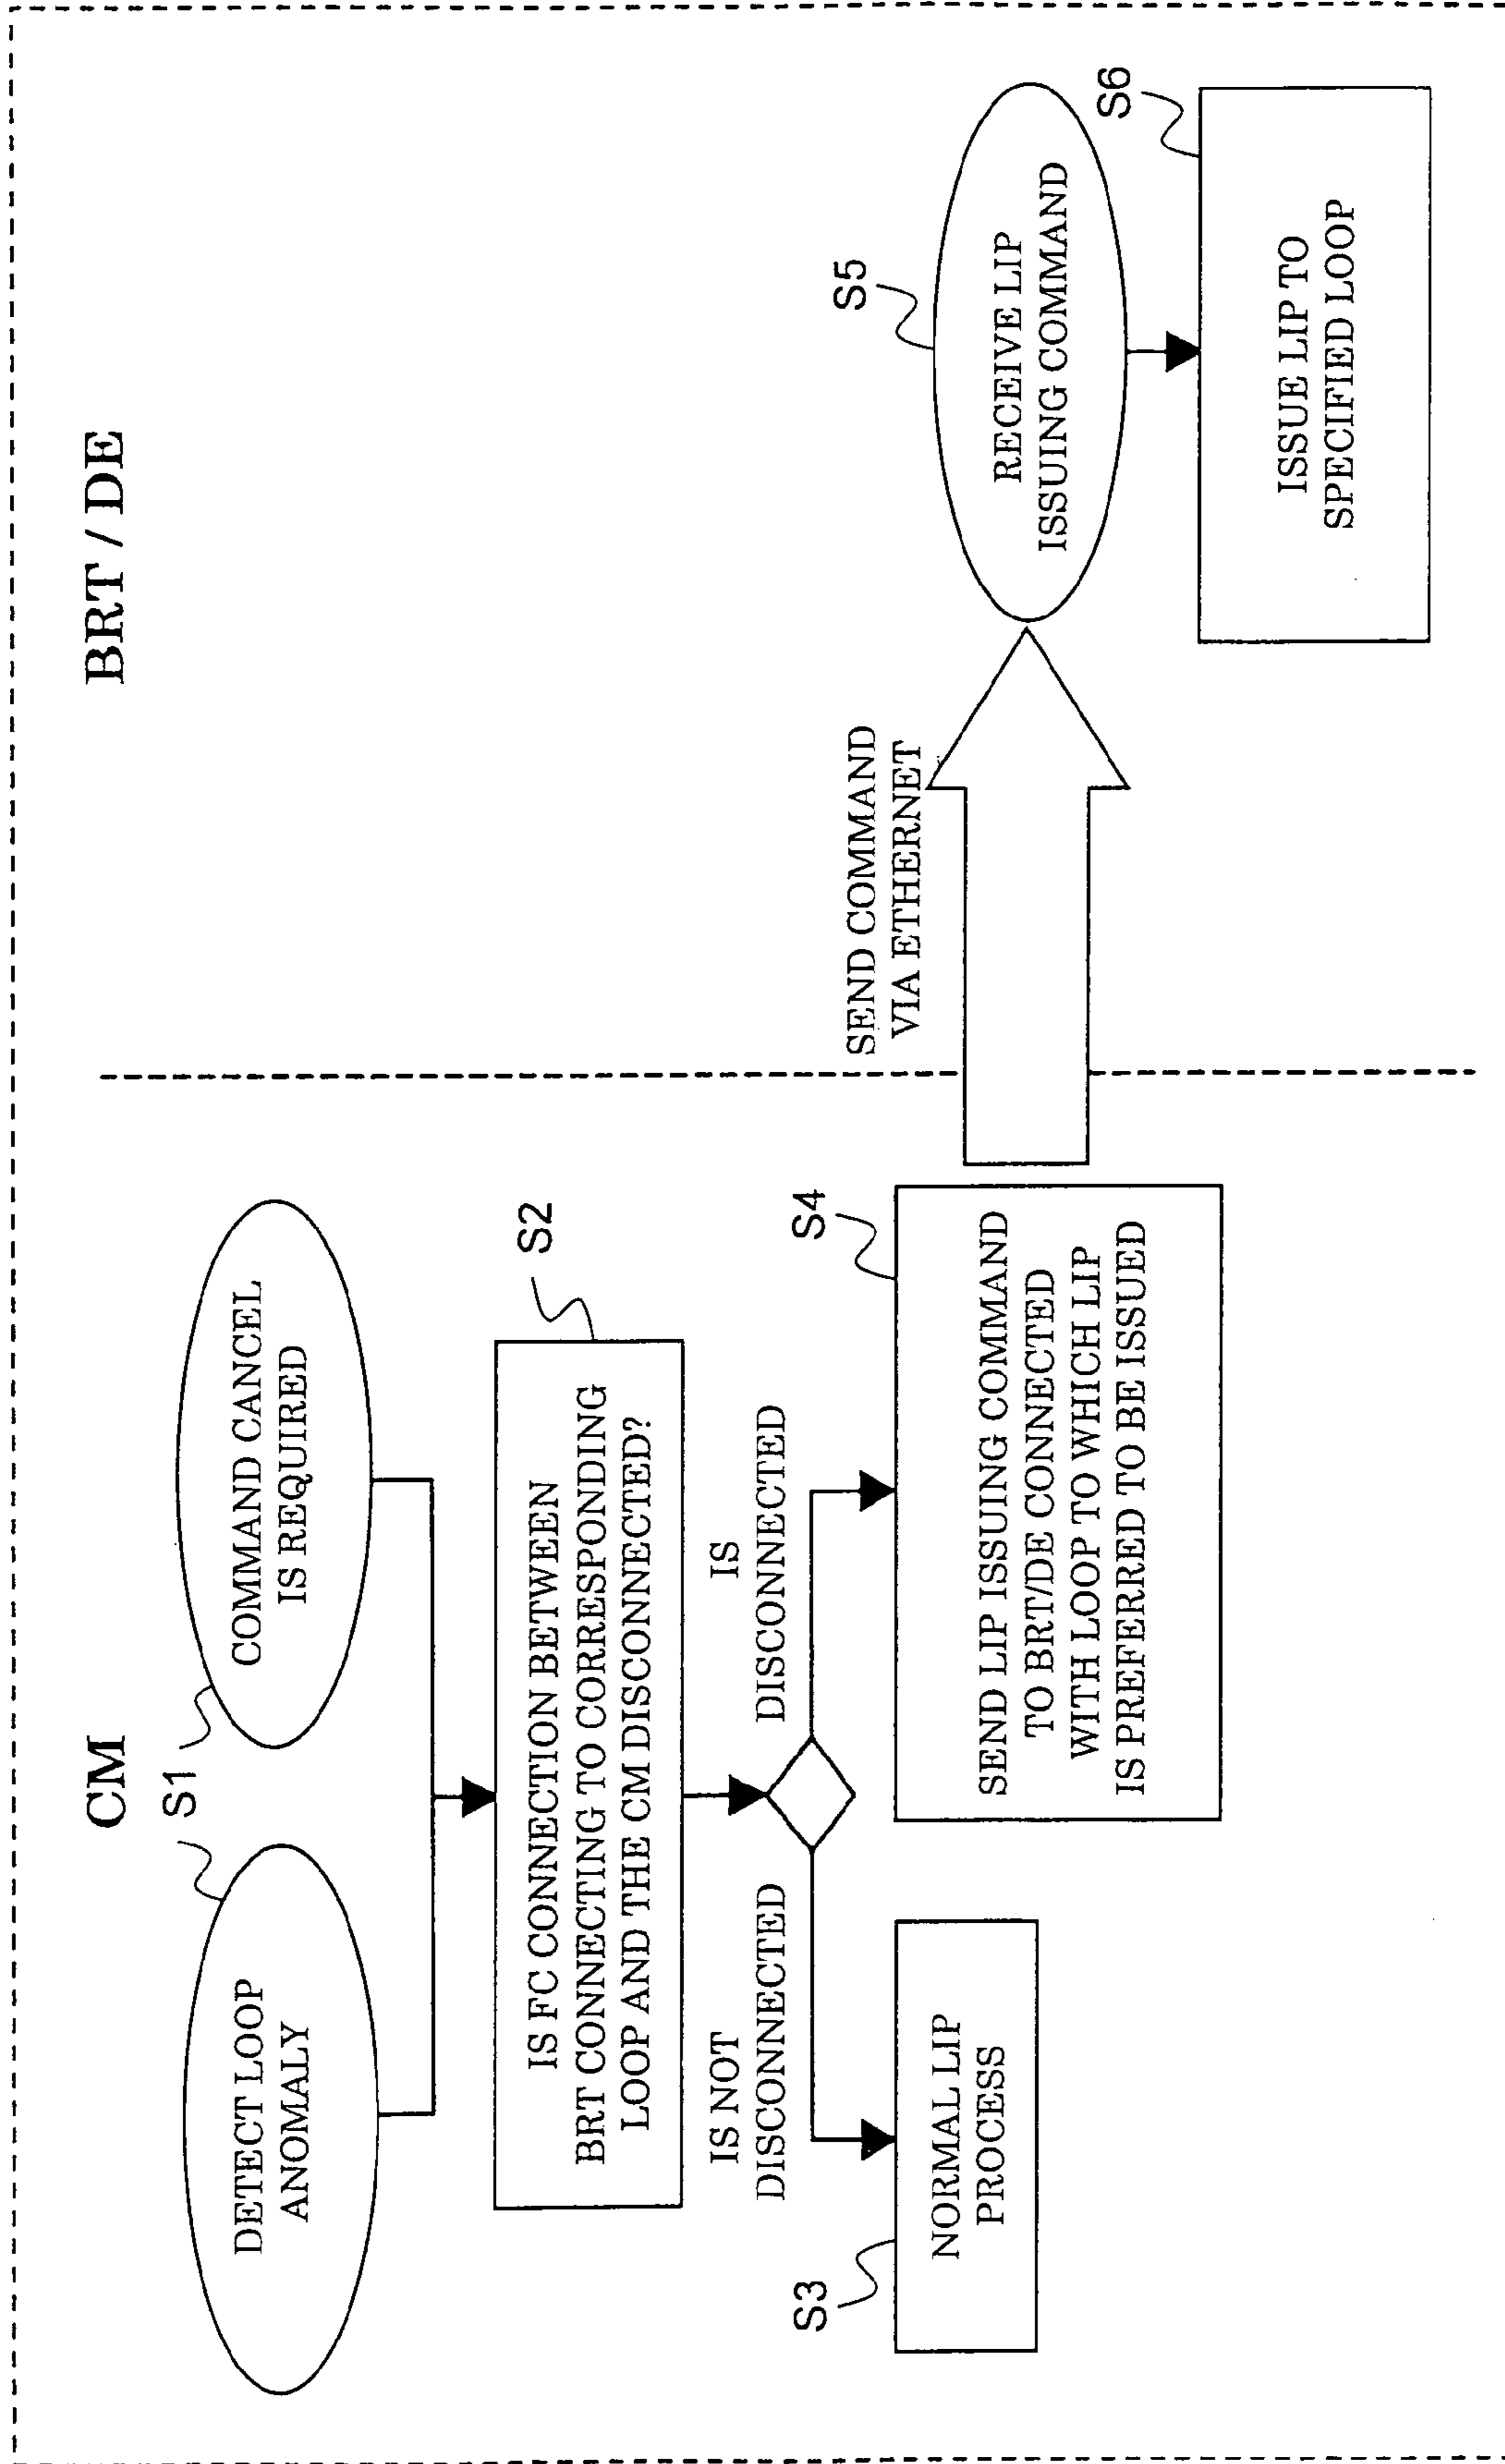 CM
BRT / DE
S1
DETECT LOOP
ANOMALY
COMMAND CANCEL
IS REQUIRED
S2
IS FC CONNECTION BETWEEN
BRT CONNECTING TO CORRESPONDING
LOOP AND THE CM DISCONNECTED?
IS NOT
DISCONNECTED
IS
DISCONNECTED
S3
NORMAL LIP
PROCESS
S4
SEND LIP ISSUING COMMAND
TO BRT/DE CONNECTED
WITH LOOP TO WHICH LIP
IS PREFERRED TO BE ISSUED
SEND COMMAND
VIA ETHERNET
S5
RECEIVE LIP
ISSUING COMMAND
S6
ISSUE LIP TO
SPECIFIED LOOP